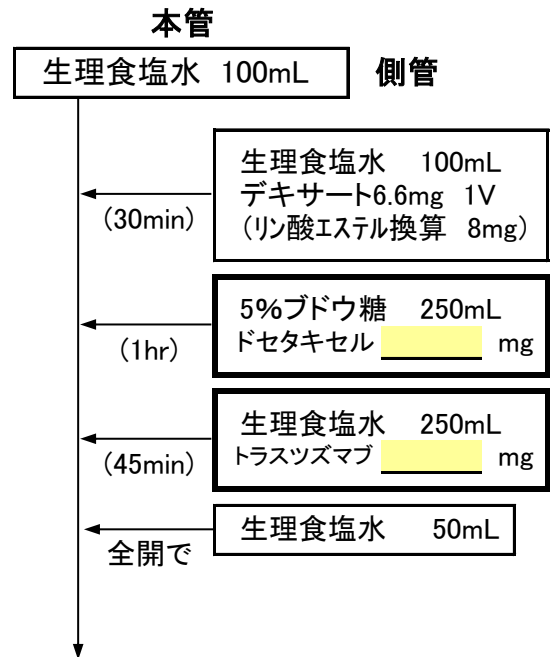 本管
生理食塩水 100mL
側管
生理食塩水 100mL
デキサート6.6mg 1V
(リン酸エステル換算 8mg)
(30min)
5%ブドウ糖 250mL
ドセタキセル mg
(1hr)
生理食塩水 250mL
トラスツズマブ mg
(45min)
生理食塩水 50mL
全開で